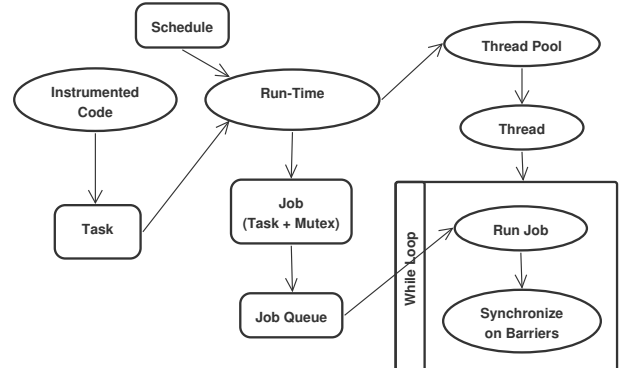 Schedule
Thread Pool
Instrumented
Code
Run-Time
Thread
Task
Job
(Task + Mutex)
While Loop
Run Job
Job Queue
Synchronize
on Barriers